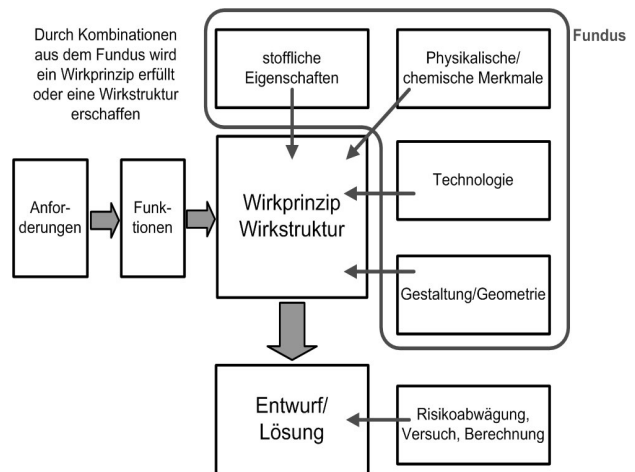 Durch Kombinationen
aus dem Fundus wird
ein Wirkprinzip erfüllt
oder eine Wirkstruktur
erschaffen
stoffliche
Eigenschaften
Physikalische/
chemische Merkmale
Fundus
Anfor-
derungen
Funk-
tionen
Wirkprinzip
Wirkstruktur
Technologie
Gestaltung/Geometrie
Entwurf/
Lösung
Risikoabwägung,
Versuch, Berechnung